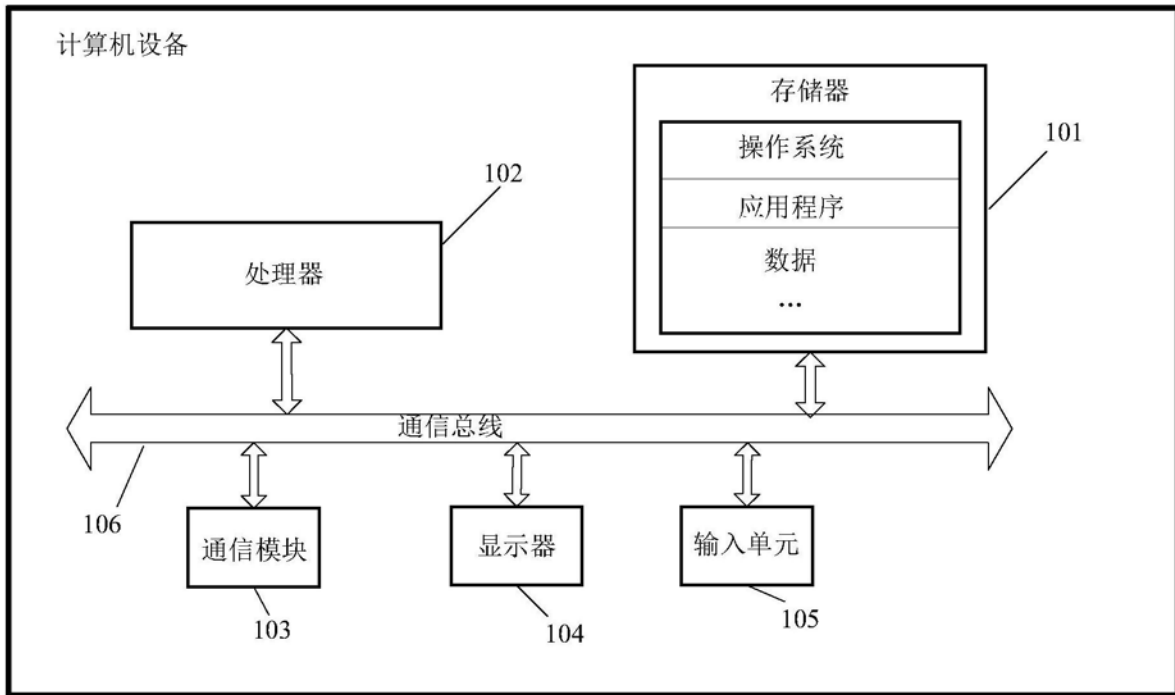 计算机设备
存储器
操作系统
101
102
应用程序
处理器
数据
...
通信总线
106
通信模块
显示器
输入单元
103
104
105